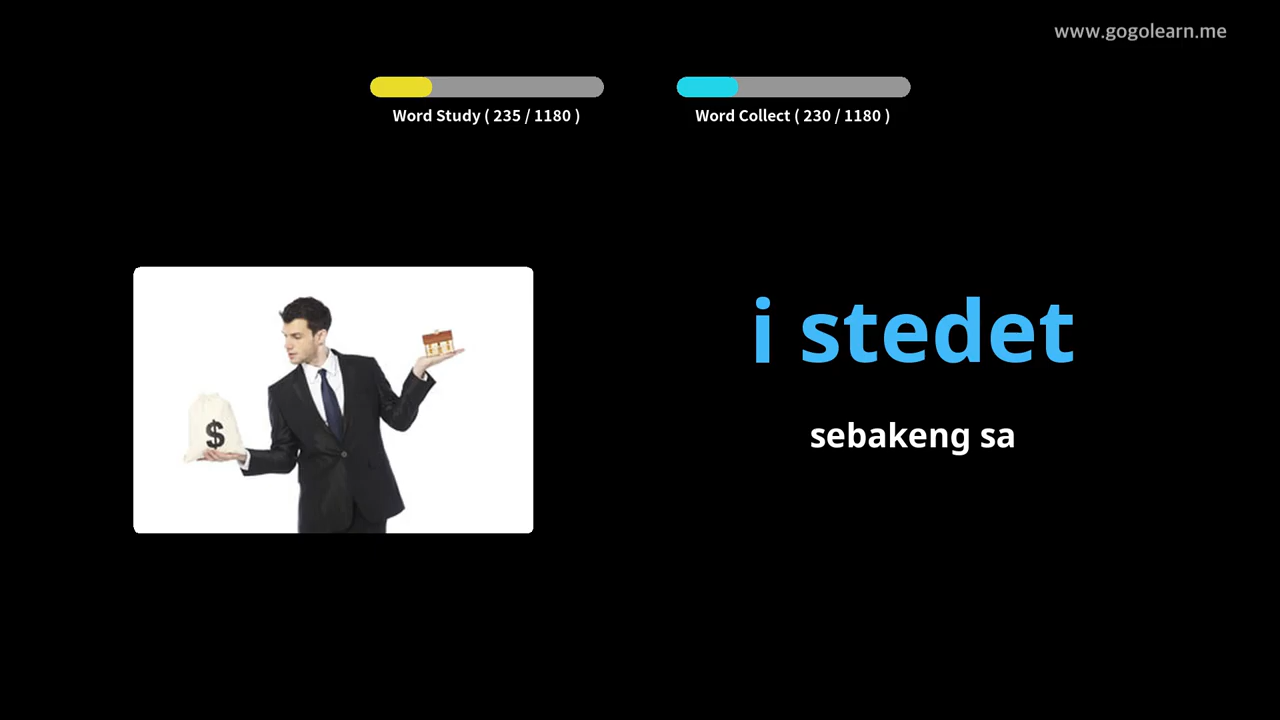 www.gogolearn.me
Word Study ( 235 / 1180 )
Word Collect ( 230 / 1180 )
$
i stedet
sebakeng sa